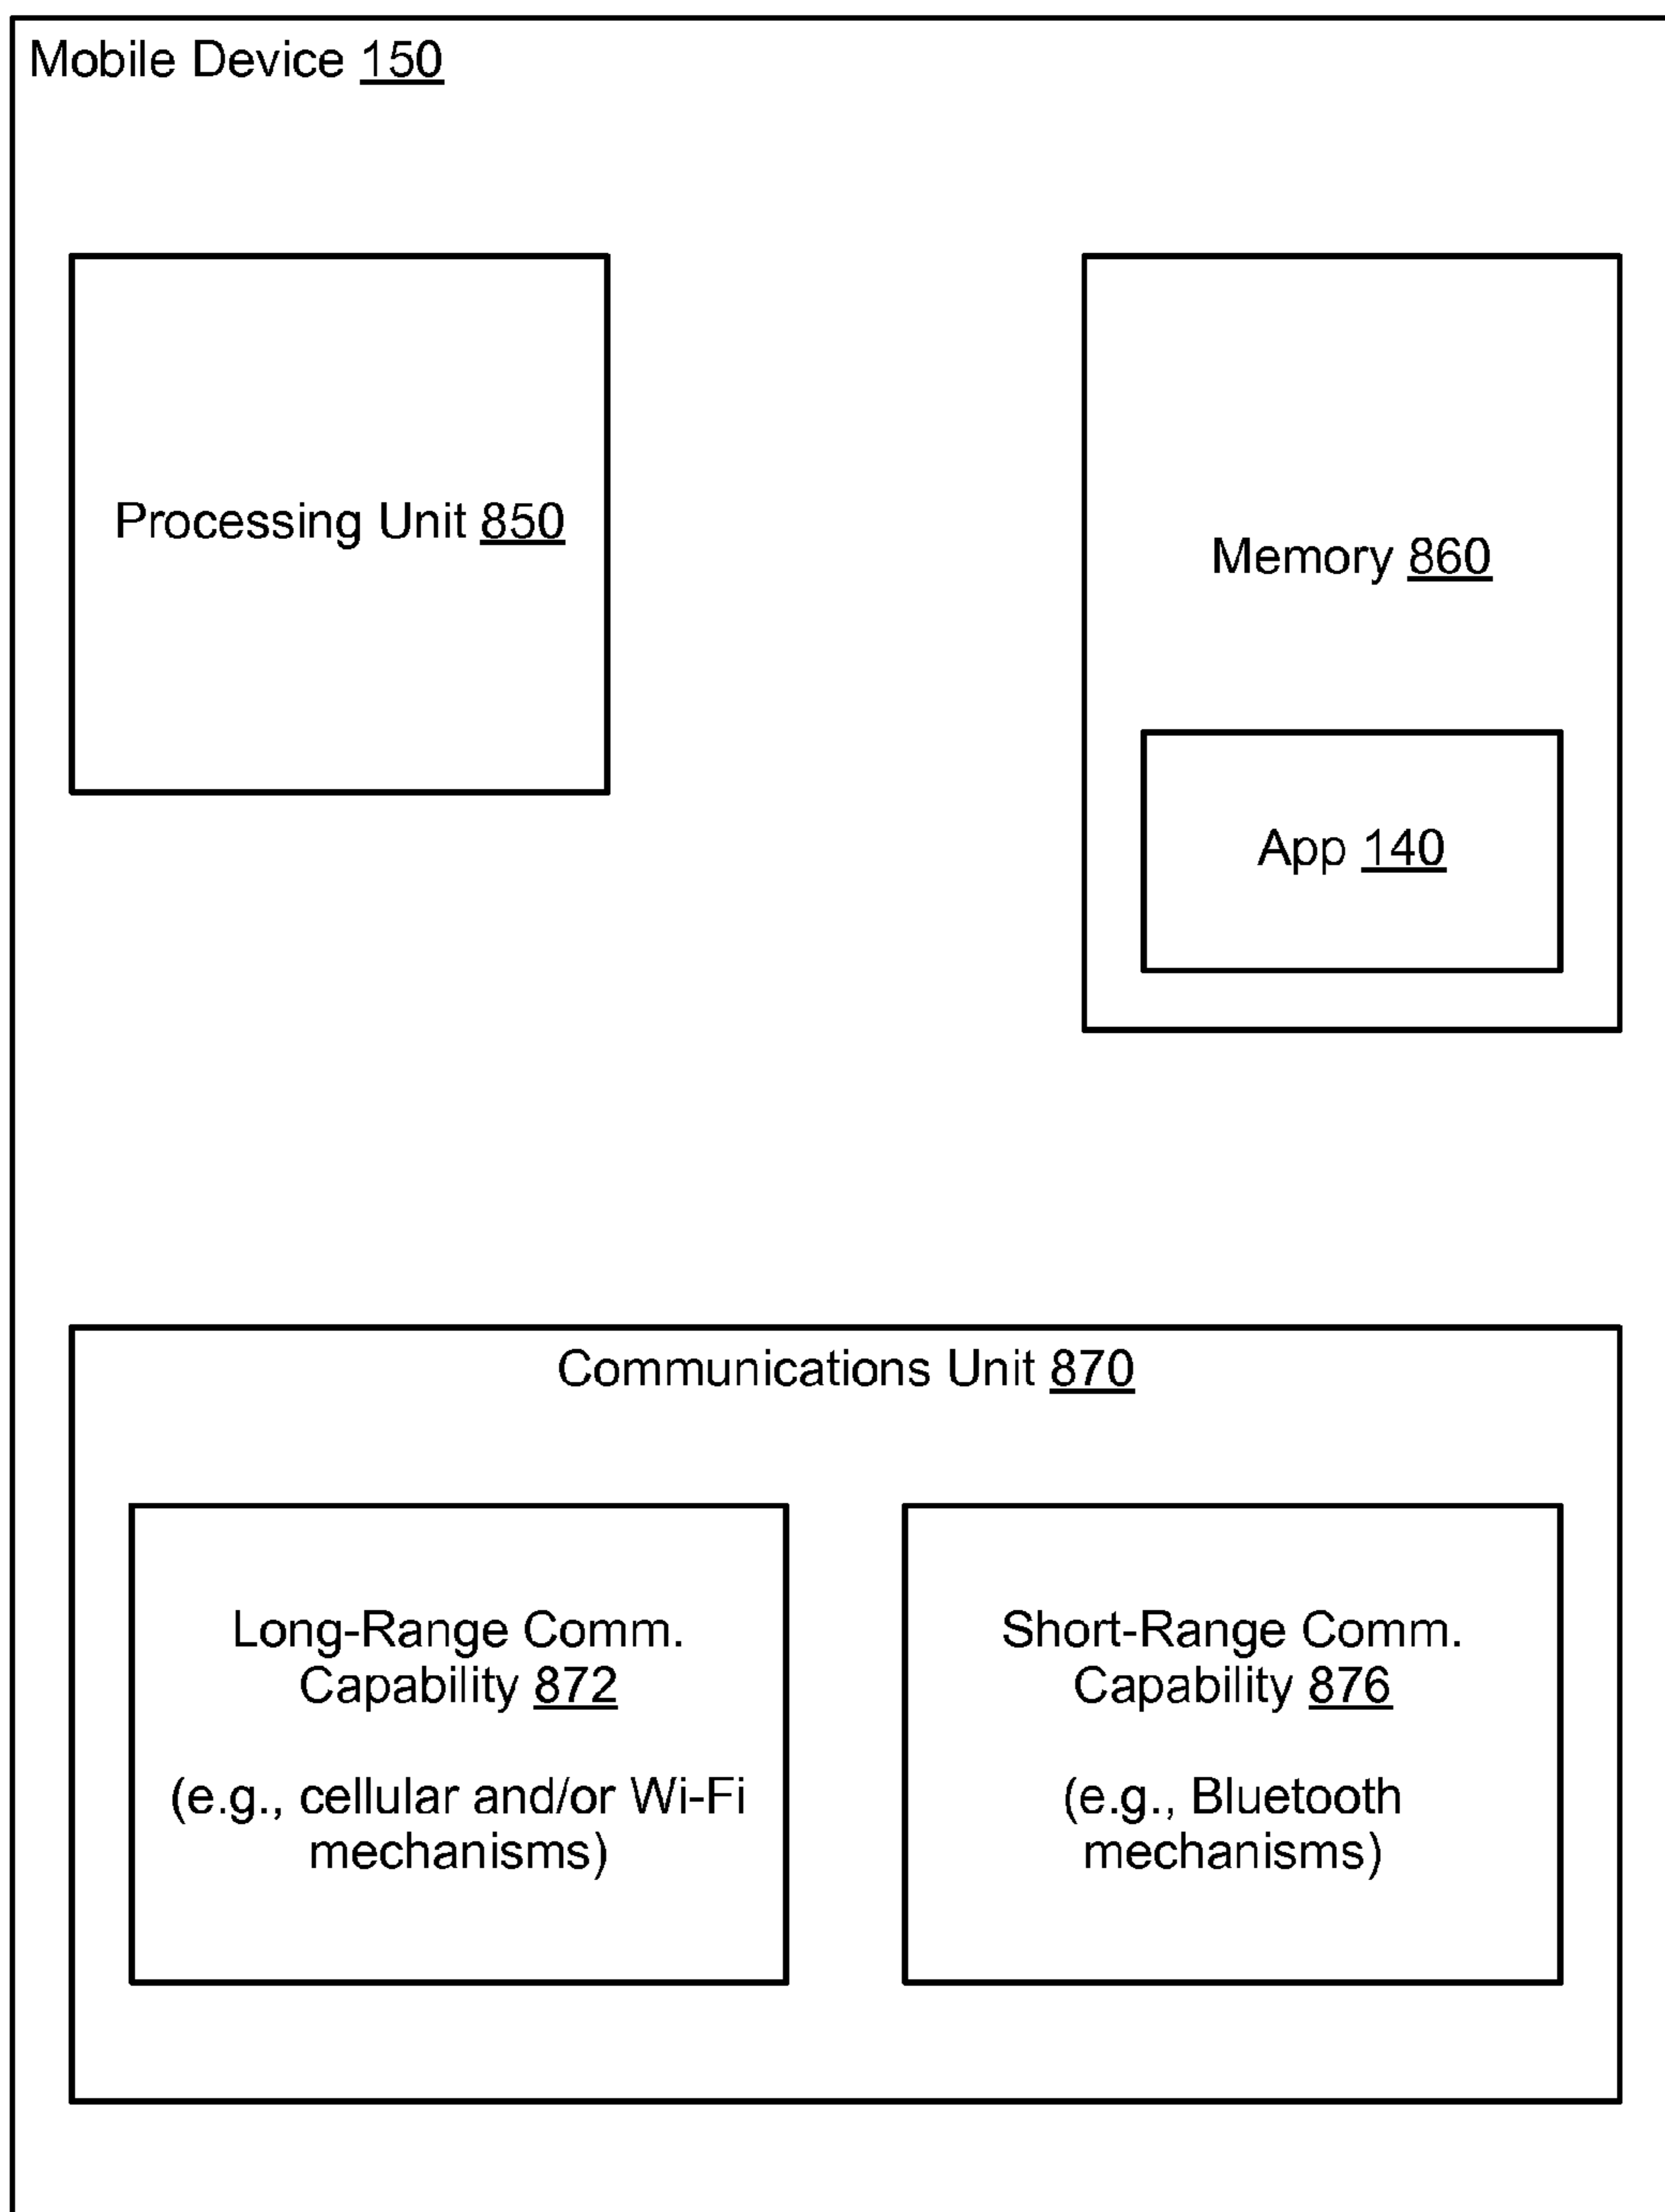 Mobile Device 150
Processing Unit 850
Memory 860
App 140
Communications Unit 870
Long-Range Comm.
Capability 872
(e.g., cellular and/or Wi-Fi
mechanisms)
Short-Range Comm.
Capability 876
(e.g., Bluetooth
mechanisms)